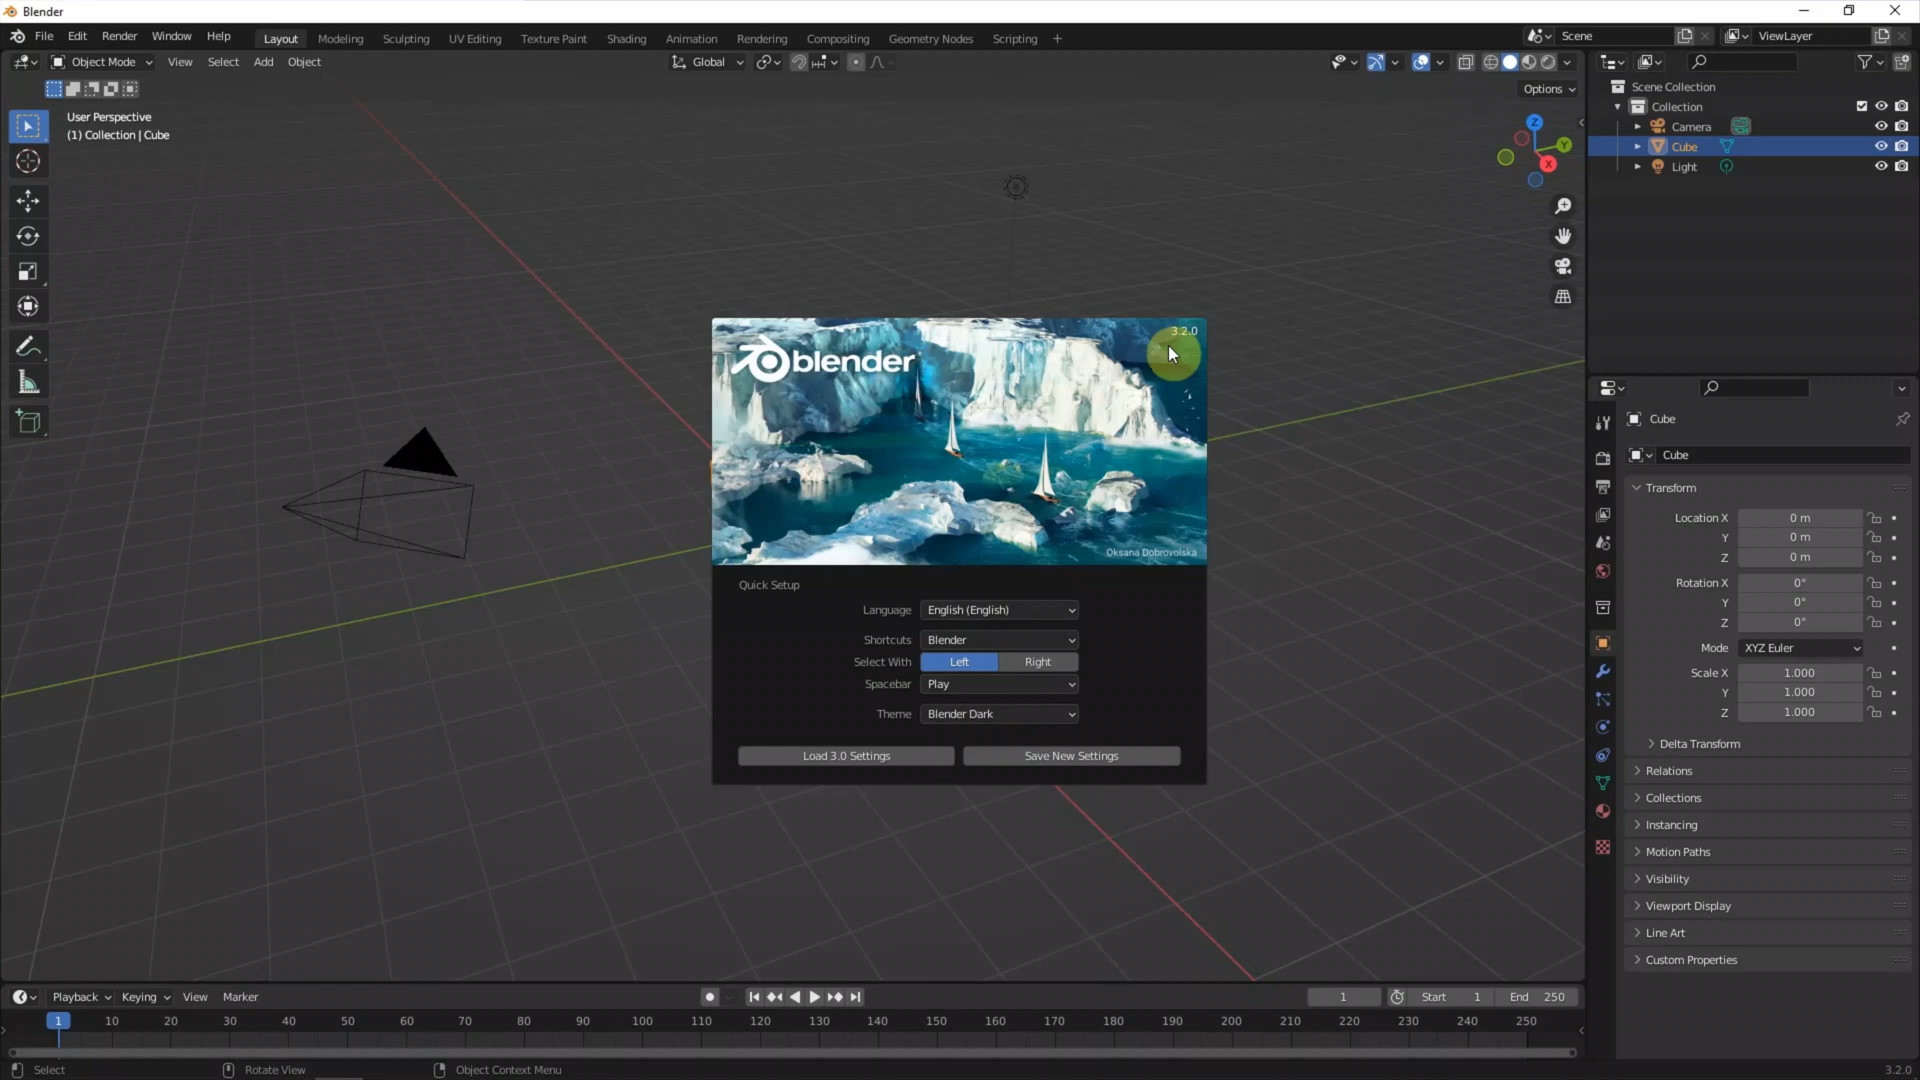 Blender
File Edit Render Window Help
Layout Modeling Sculpting UV Editing Texture Paint Shading Animation Rendering Compositing Geometry Nodes Scripting +
Scene
ViewLayer
Object Mode View Select Add Object
Global
Options
User Perspective
(1) Collection | Cube
Z
Y
X
Scene Collection
Collection
Camera
Cube
Light
3.2.0
blender
Oksana Dobrovolska
Quick Setup
Language English (English)
Shortcuts Blender
Select With Left Right
Spacebar Play
Theme Blender Dark
Load 3.0 Settings Save New Settings
Cube
Cube
Transform
Location X 0 m
Y 0 m
Z 0 m
Rotation X 0°
Y 0°
Z 0°
Mode XYZ Euler
Scale X 1.000
Y 1.000
Z 1.000
Delta Transform
Relations
Collections
Instancing
Motion Paths
Visibility
Viewport Display
Line Art
Custom Properties
Playback Keying View Marker
1 Start 1 End 250
1 10 20 30 40 50 60 70 80 90 100 110 120 130 140 150 160 170 180 190 200 210 220 230 240 250
Select Rotate View Object Context Menu
3.2.0